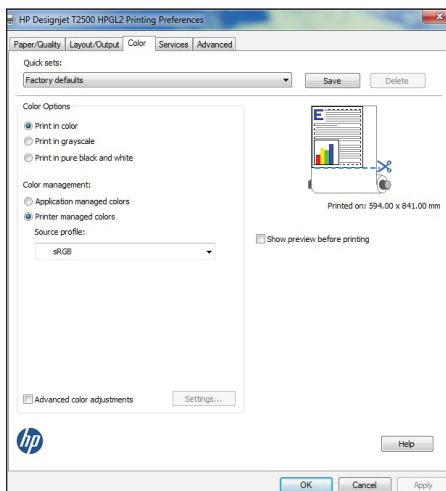 HP Designjet T2500 HPGL2 Printing Preferences
Paper/Quality Layout/Output Color Services Advanced
Quick sets:
Factory defaults
Save
Delete
Color Options
Print in color
Print in grayscale
Print in pure black and white
Color management:
Application managed colors
Printer managed colors
Source profile:
sRGB
Advanced color adjustments
Settings...
E
Printed on: 594.00 x 841.00 mm
Show preview before printing
hp
Help
OK
Cancel
Apply